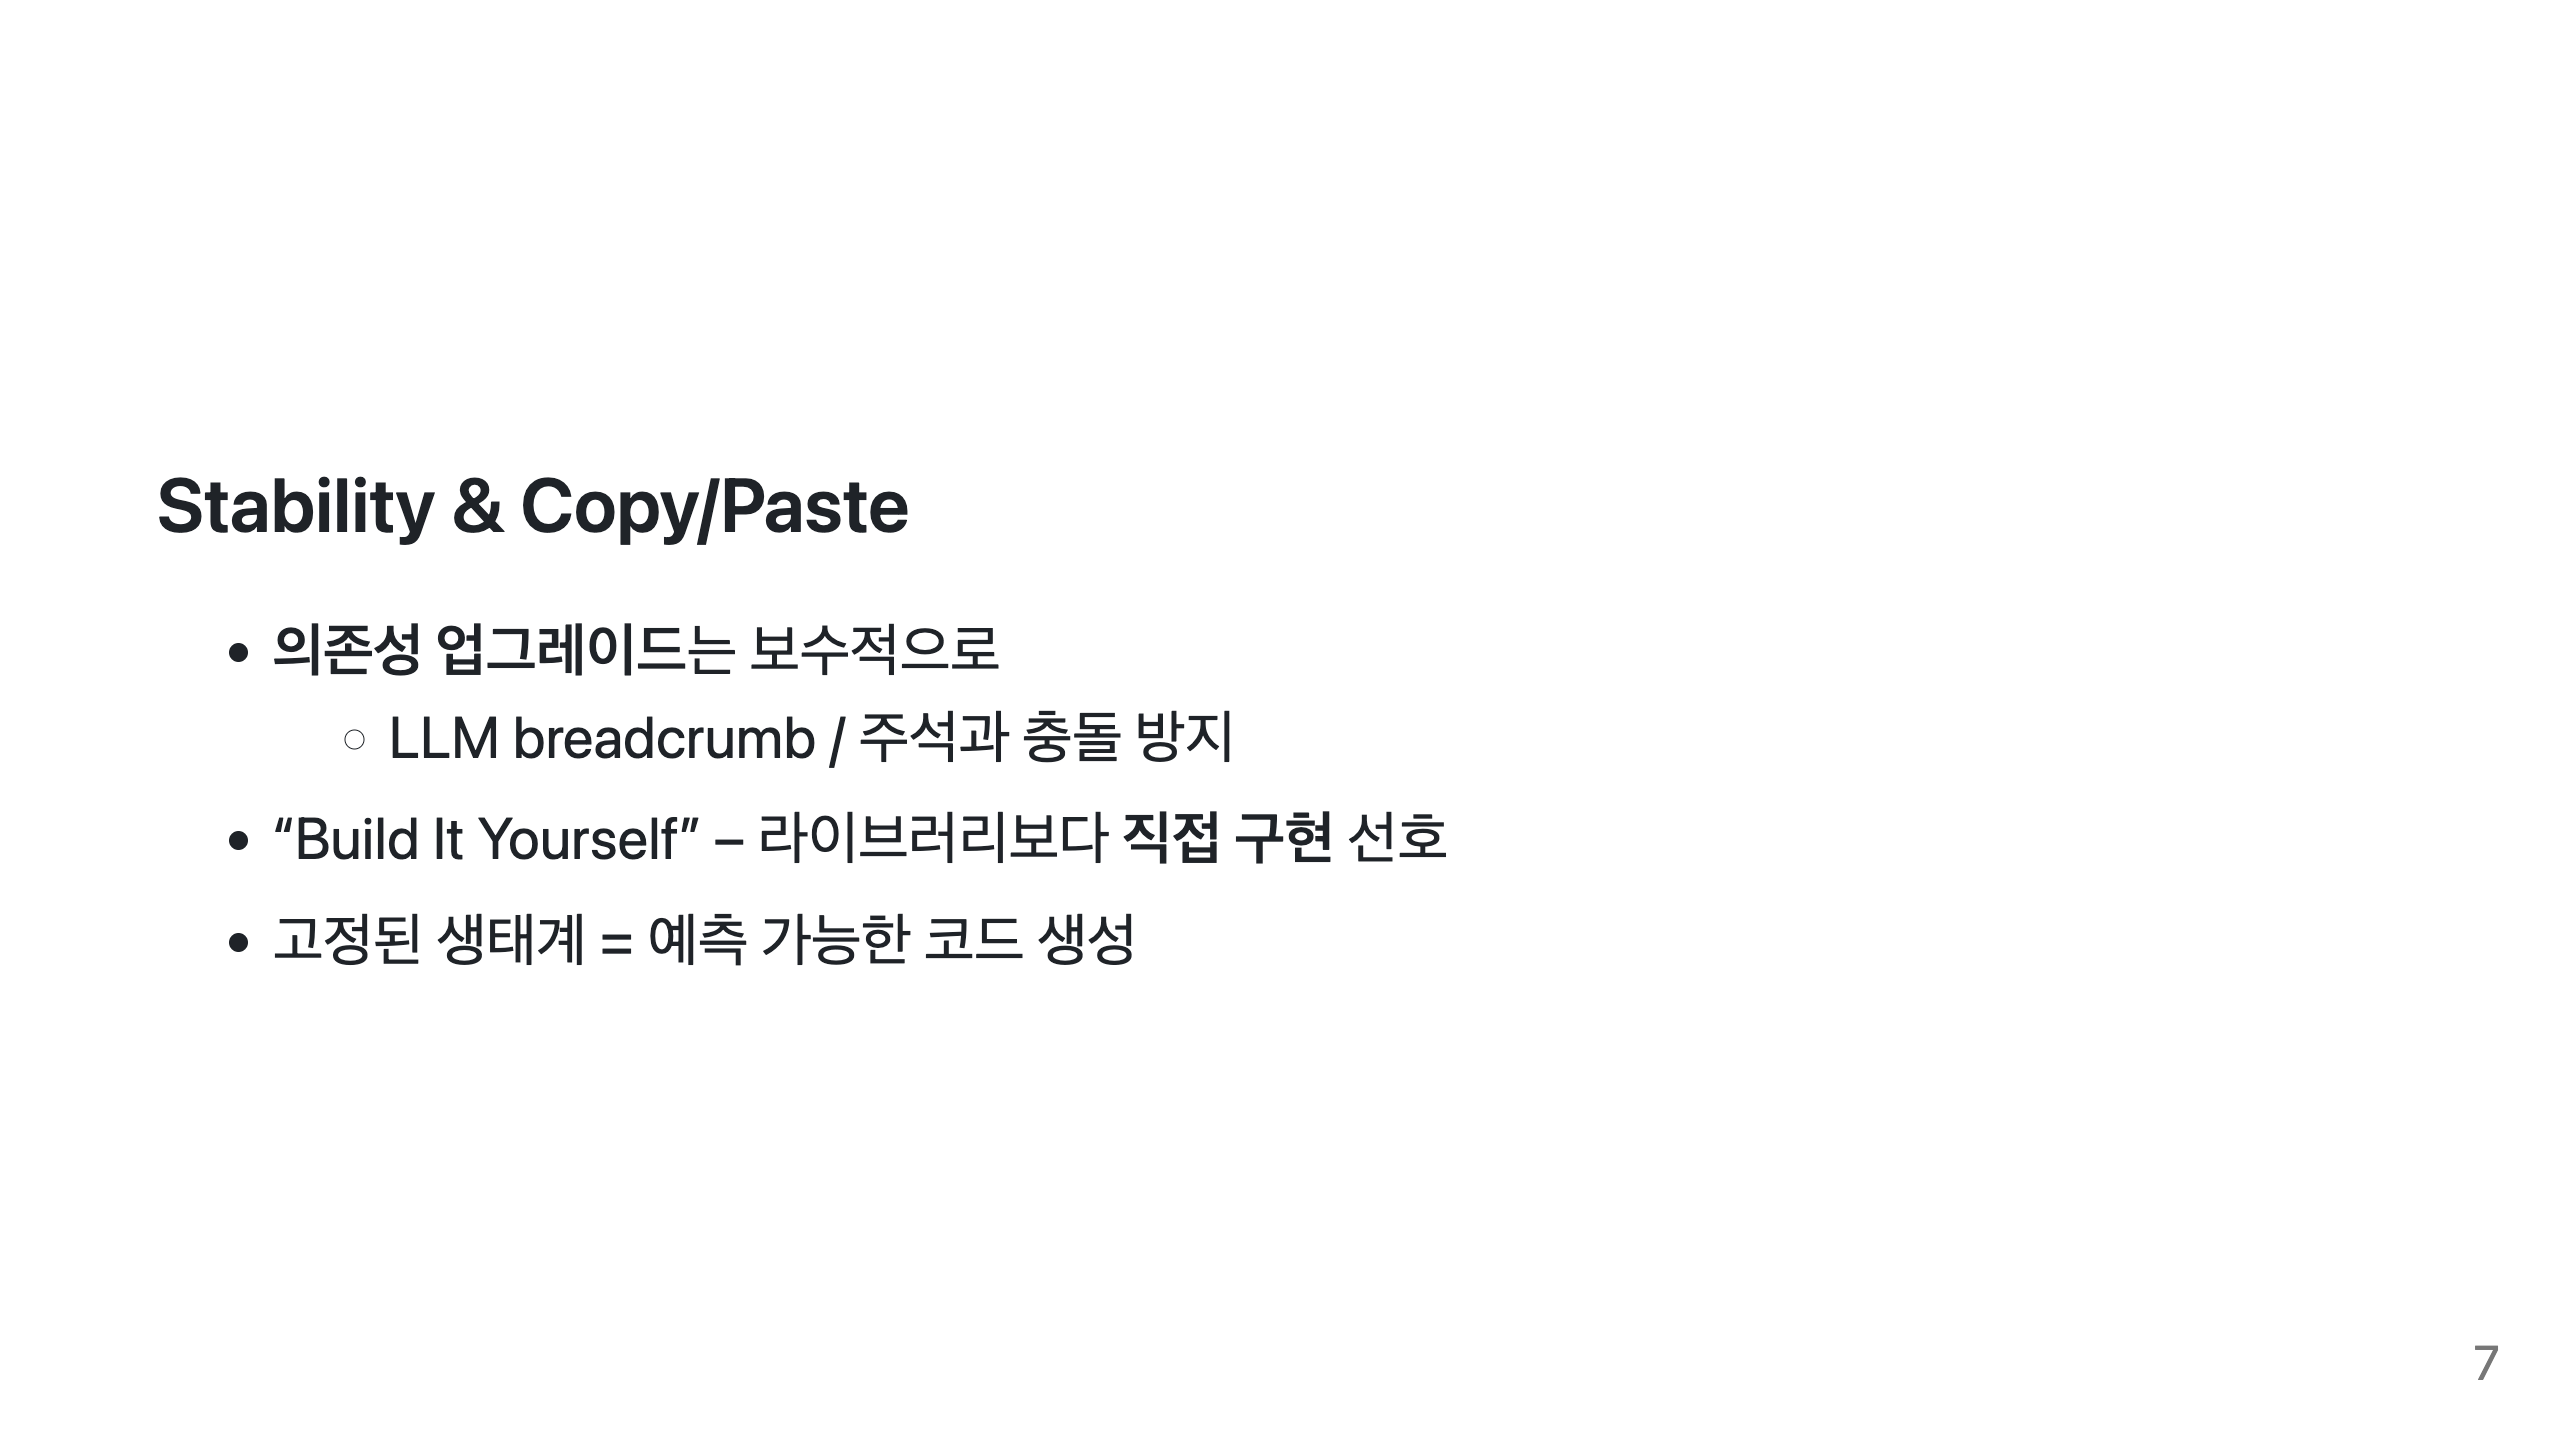 Stability & Copy/Paste
• 의존성 업그레이드는 보수적으로
○ LLM breadcrumb / 주석과 충돌 방지
• “Build It Yourself” – 라이브러리보다 직접 구현 선호
• 고정된 생태계 = 예측 가능한 코드 생성
7